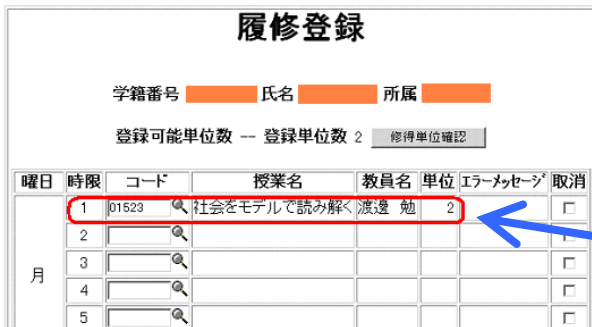 履修登録
学籍番号 氏名 所属
登録可能単位数 -- 登録単位数 2 修得単位確認
曜日 時限 コード 授業名 教員名 単位 エラーメッセージ 取消
月 1 01523 社会をモデルで読み解く 渡邊 勉 2
2
3
4
5